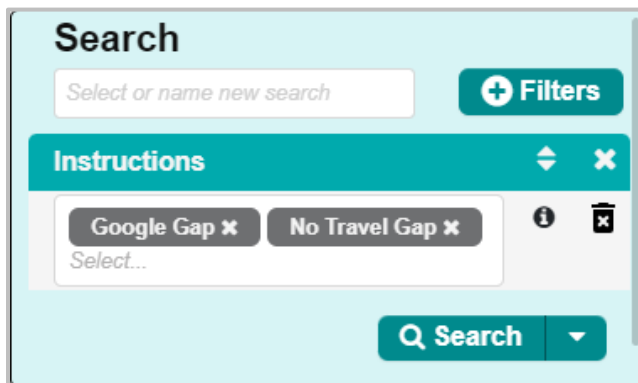 Search
Select or name new search
Filters
Instructions
Google Gap No Travel Gap
Select...
Search